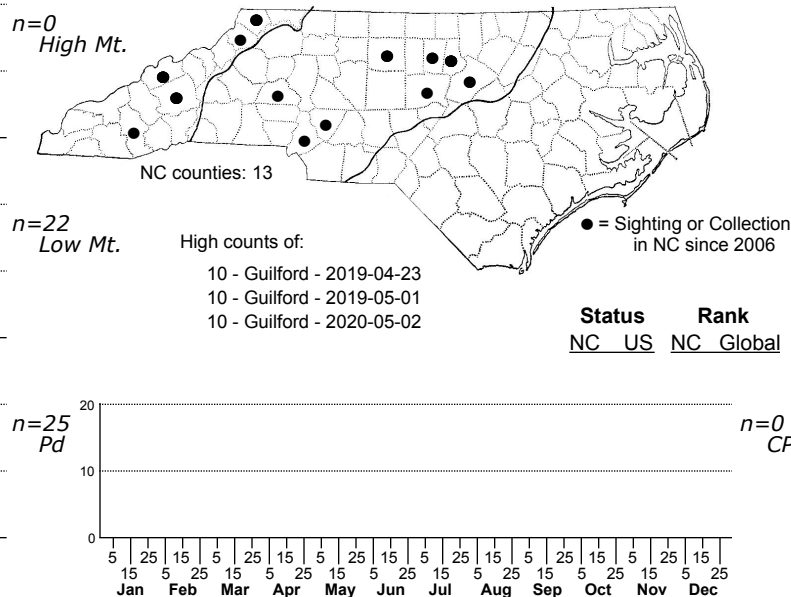 n=0
High Mt.
NC counties: 13
n=22
Low Mt.
High counts of:
10 - Guilford - 2019-04-23
10 - Guilford - 2019-05-01
10 - Guilford - 2020-05-02
● = Sighting or Collection
in NC since 2006
Status Rank
NC US NC Global
n=25
Pd
n=0
CP
20
10
0
5 25 15 5 25 15 5 25 15 5 25 15 5 25 15 5 25 15
15 5 25 15 5 25 15 5 25 15 5 25 15 5 25 15 5 25
Jan Feb Mar Apr May Jun Jul Aug Sep Oct Nov Dec